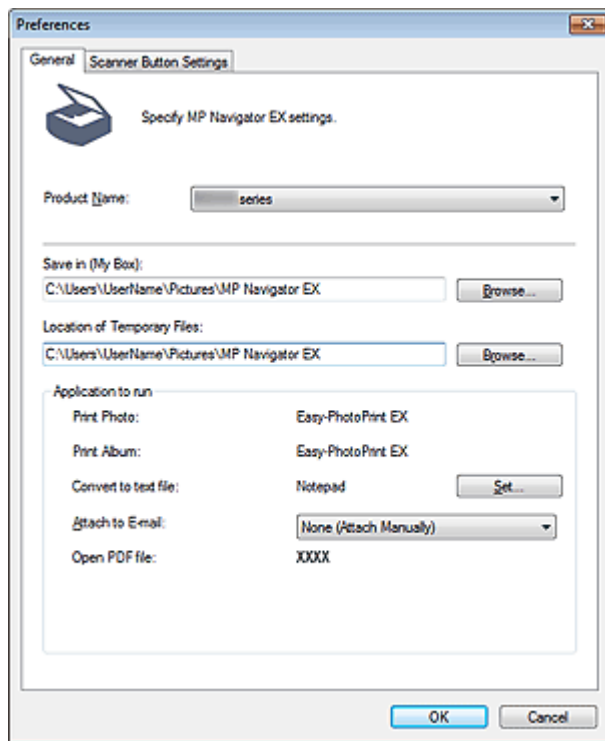 Preferences
General
Scanner Button Settings
Specify MP Navigator EX settings.
Product Name:
series
Save in (My Box):
C:\Users\UserName\Pictures\MP Navigator EX
Browse...
Location of Temporary Files:
C:\Users\UserName\Pictures\MP Navigator EX
Browse...
Application to run
Print Photo:
Easy-PhotoPrint EX
Print Album:
Easy-PhotoPrint EX
Convert to text file:
Notepad
Set...
Attach to E-mail:
None (Attach Manually)
Open PDF file:
XXXX
OK
Cancel